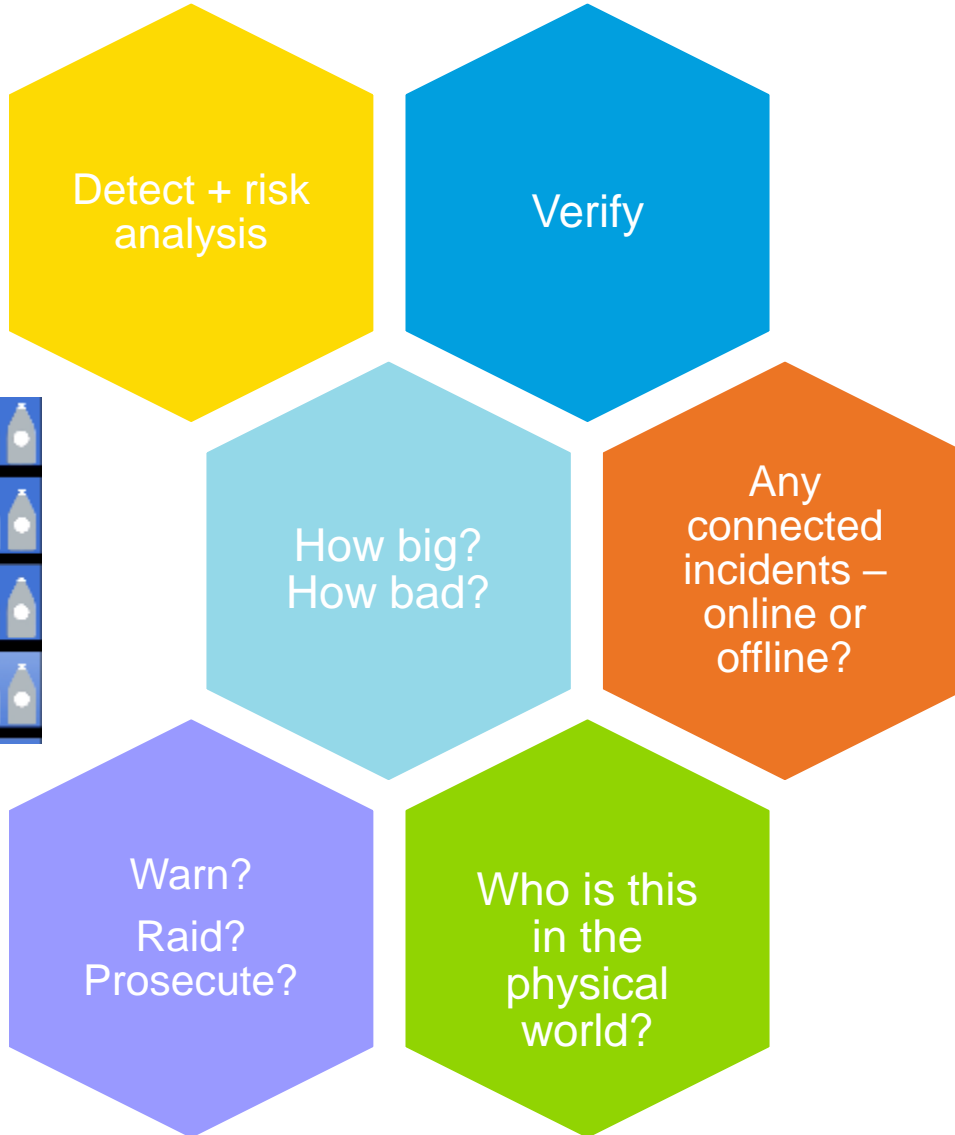 Detect + risk
analysis
Verify
How big?
How bad?
Any
connected
incidents –
online or
offline?
Warn?
Raid?
Prosecute?
Who is this
in the
physical
world?